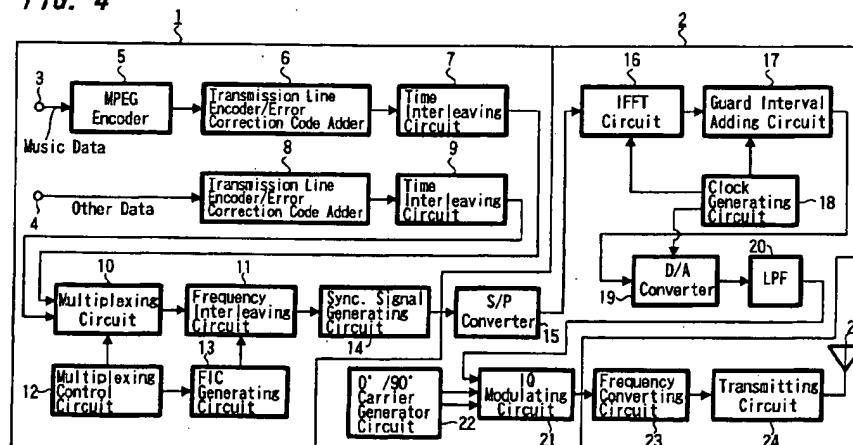 FIG. 4
1
2
3
5
MPEG
Encoder
6
Transmission Line
Encoder/Error
Correction Code Adder
7
Time
Interleaving
Circuit
16
IFFT
Circuit
17
Guard Interval
Adding Circuit
Music Data
8
Transmission Line
Encoder/Error
Correction Code Adder
9
Time
Interleaving
Circuit
4
Other Data
Clock
Generating
Circuit
18
10
Multiplexing
Circuit
11
Frequency
Interleaving
Circuit
Sync. Signal
Generating
Circuit
14
S/P
Converter
15
D/A
Converter
19
20
LPF
12
Multiplexing
Control
Circuit
13
FIC
Generating
Circuit
0° /90°
Carrier
Generator
Circuit
22
IQ
Modulating
Circuit
21
Frequency
Converting
Circuit
23
Transmitting
Circuit
24